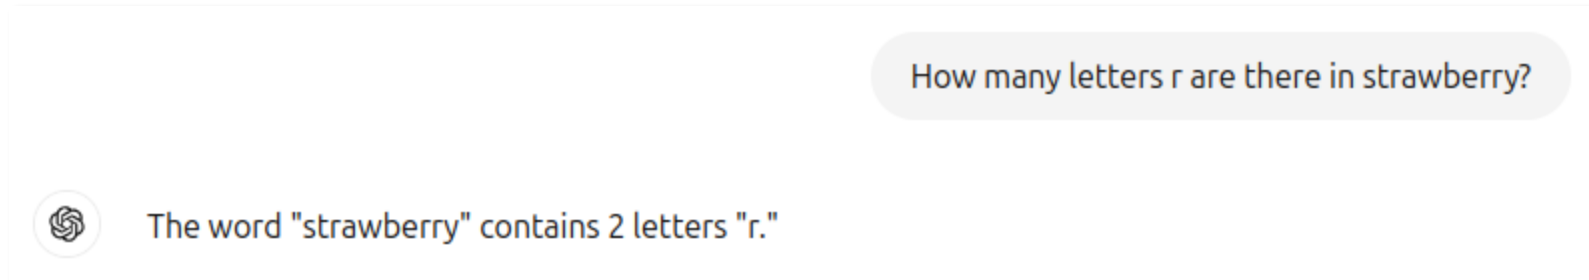 How many letters r are there in strawberry?
The word "strawberry" contains 2 letters "r."